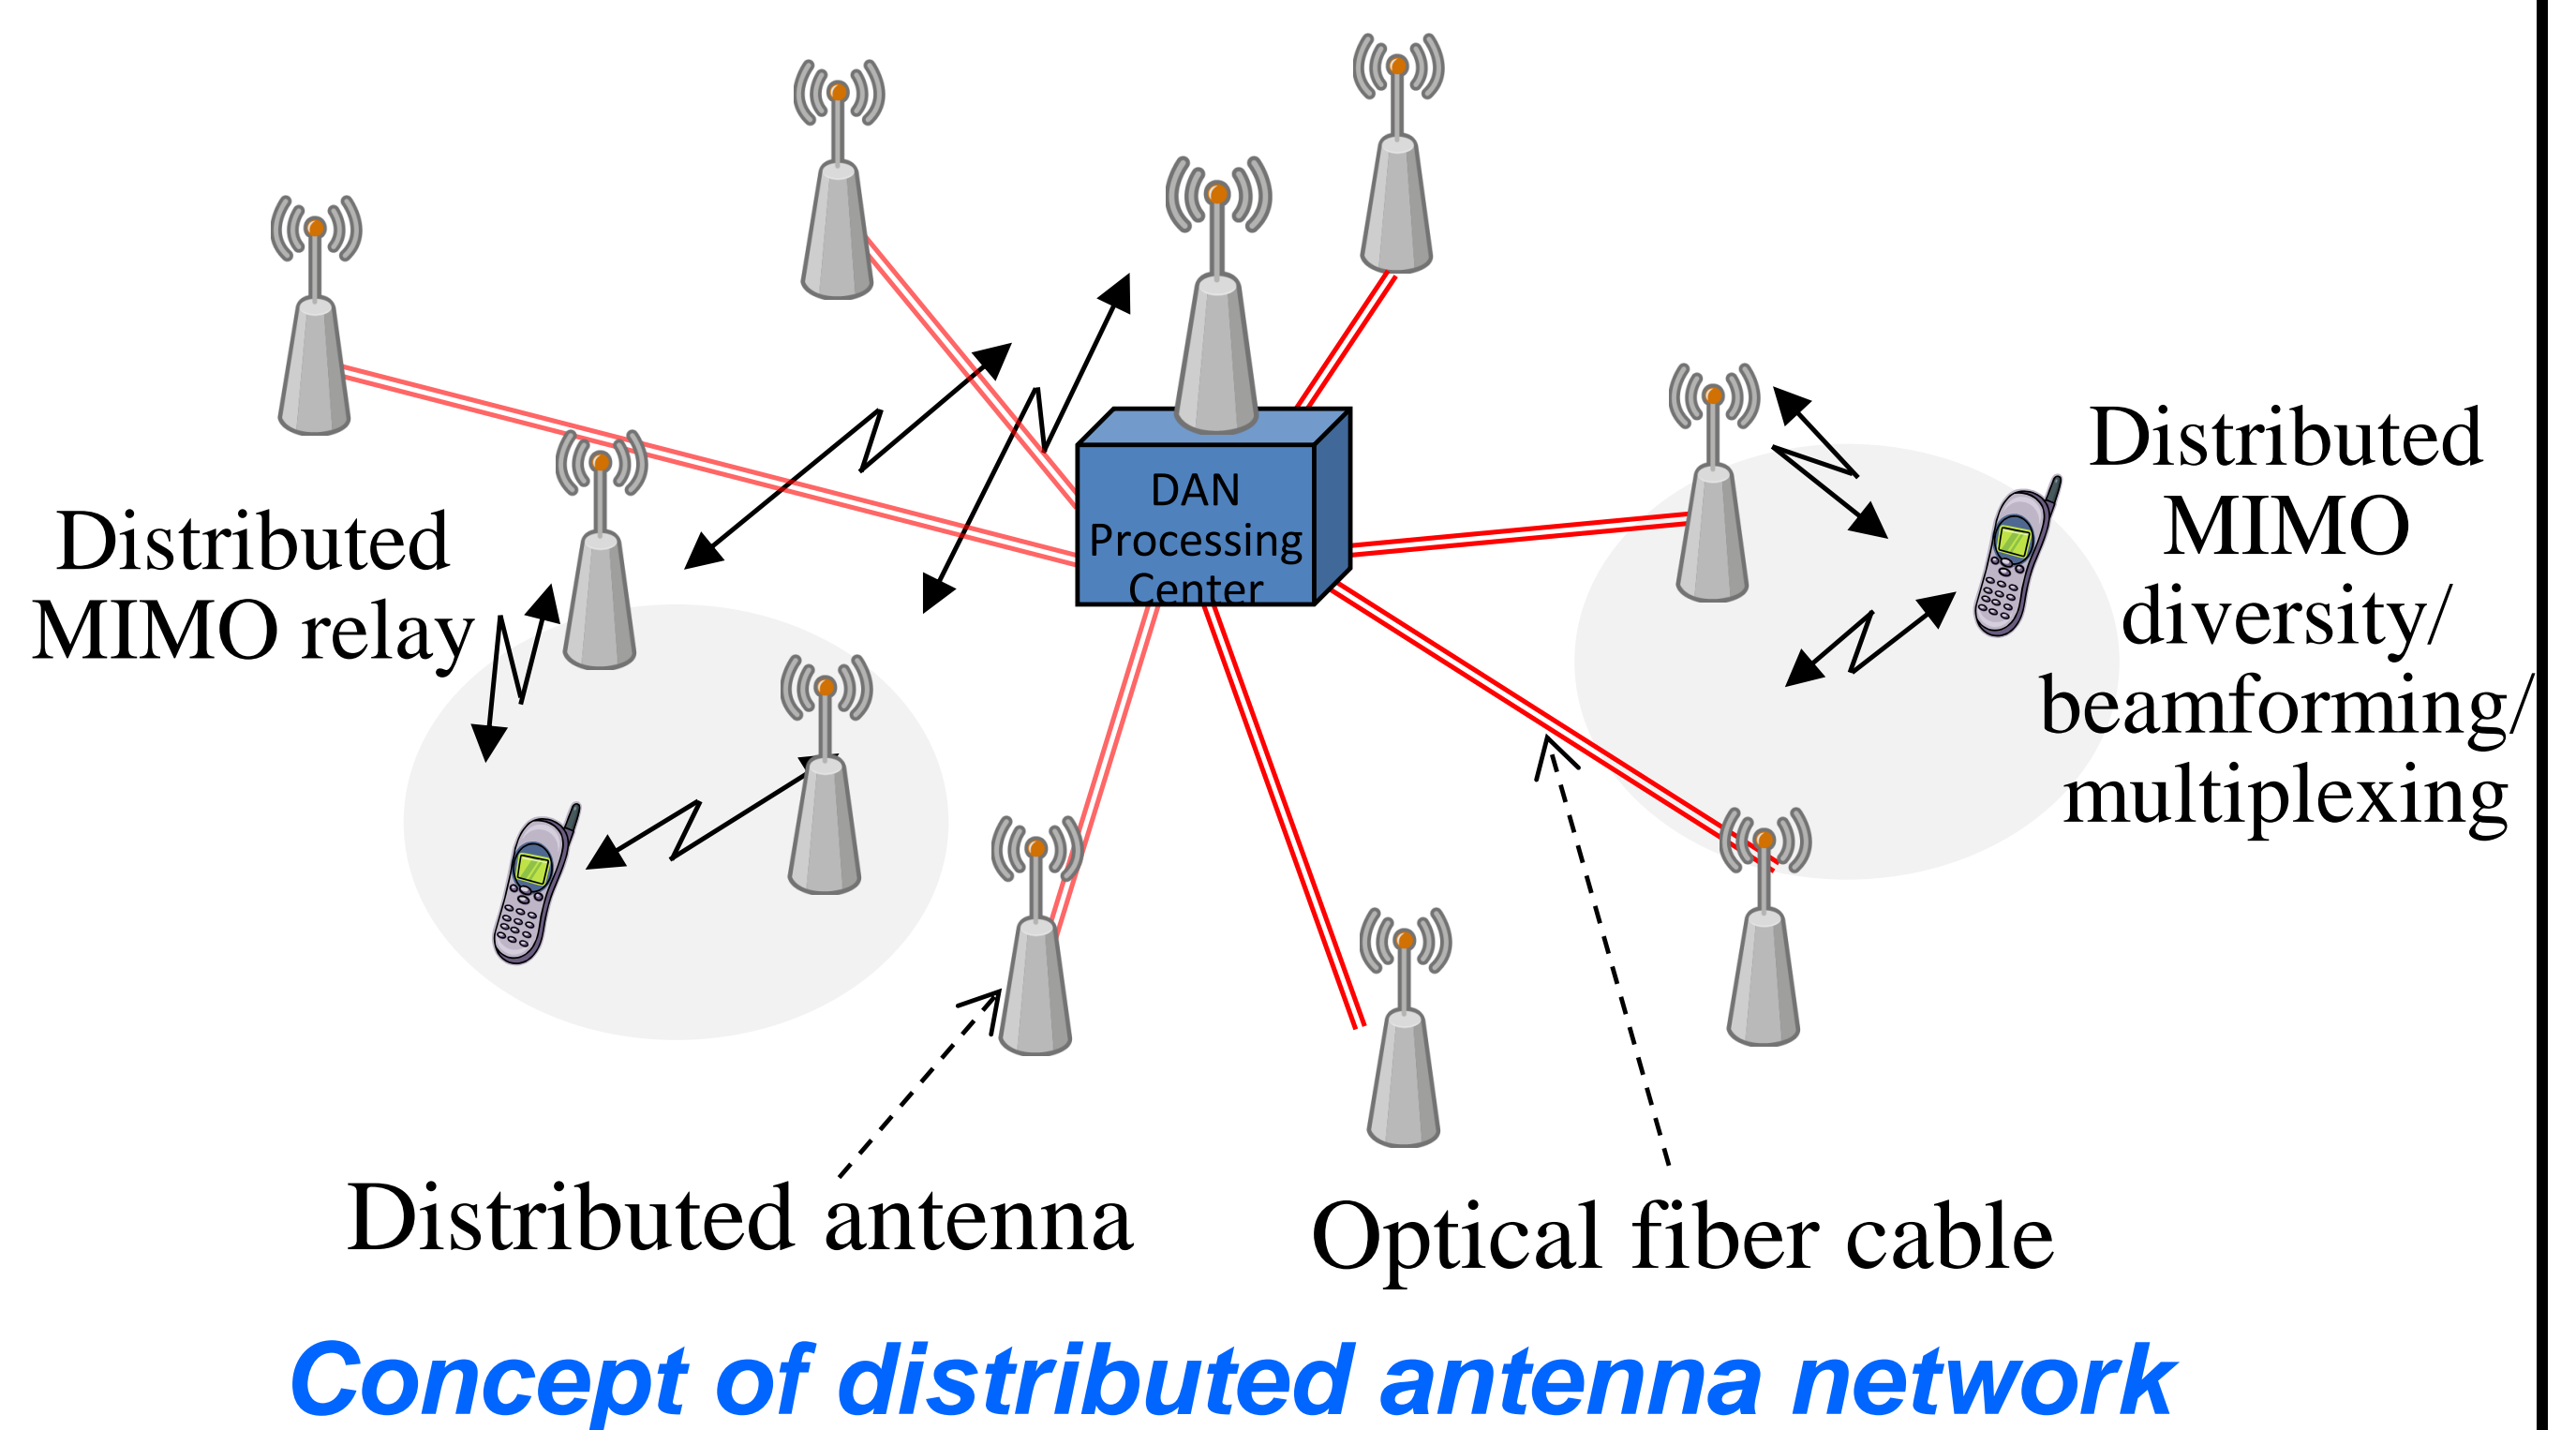 DAN
Processing
Center
Distributed
MIMO relay
Distributed
MIMO
diversity/
beamforming/
multiplexing
Distributed antenna
Optical fiber cable
Concept of distributed antenna network